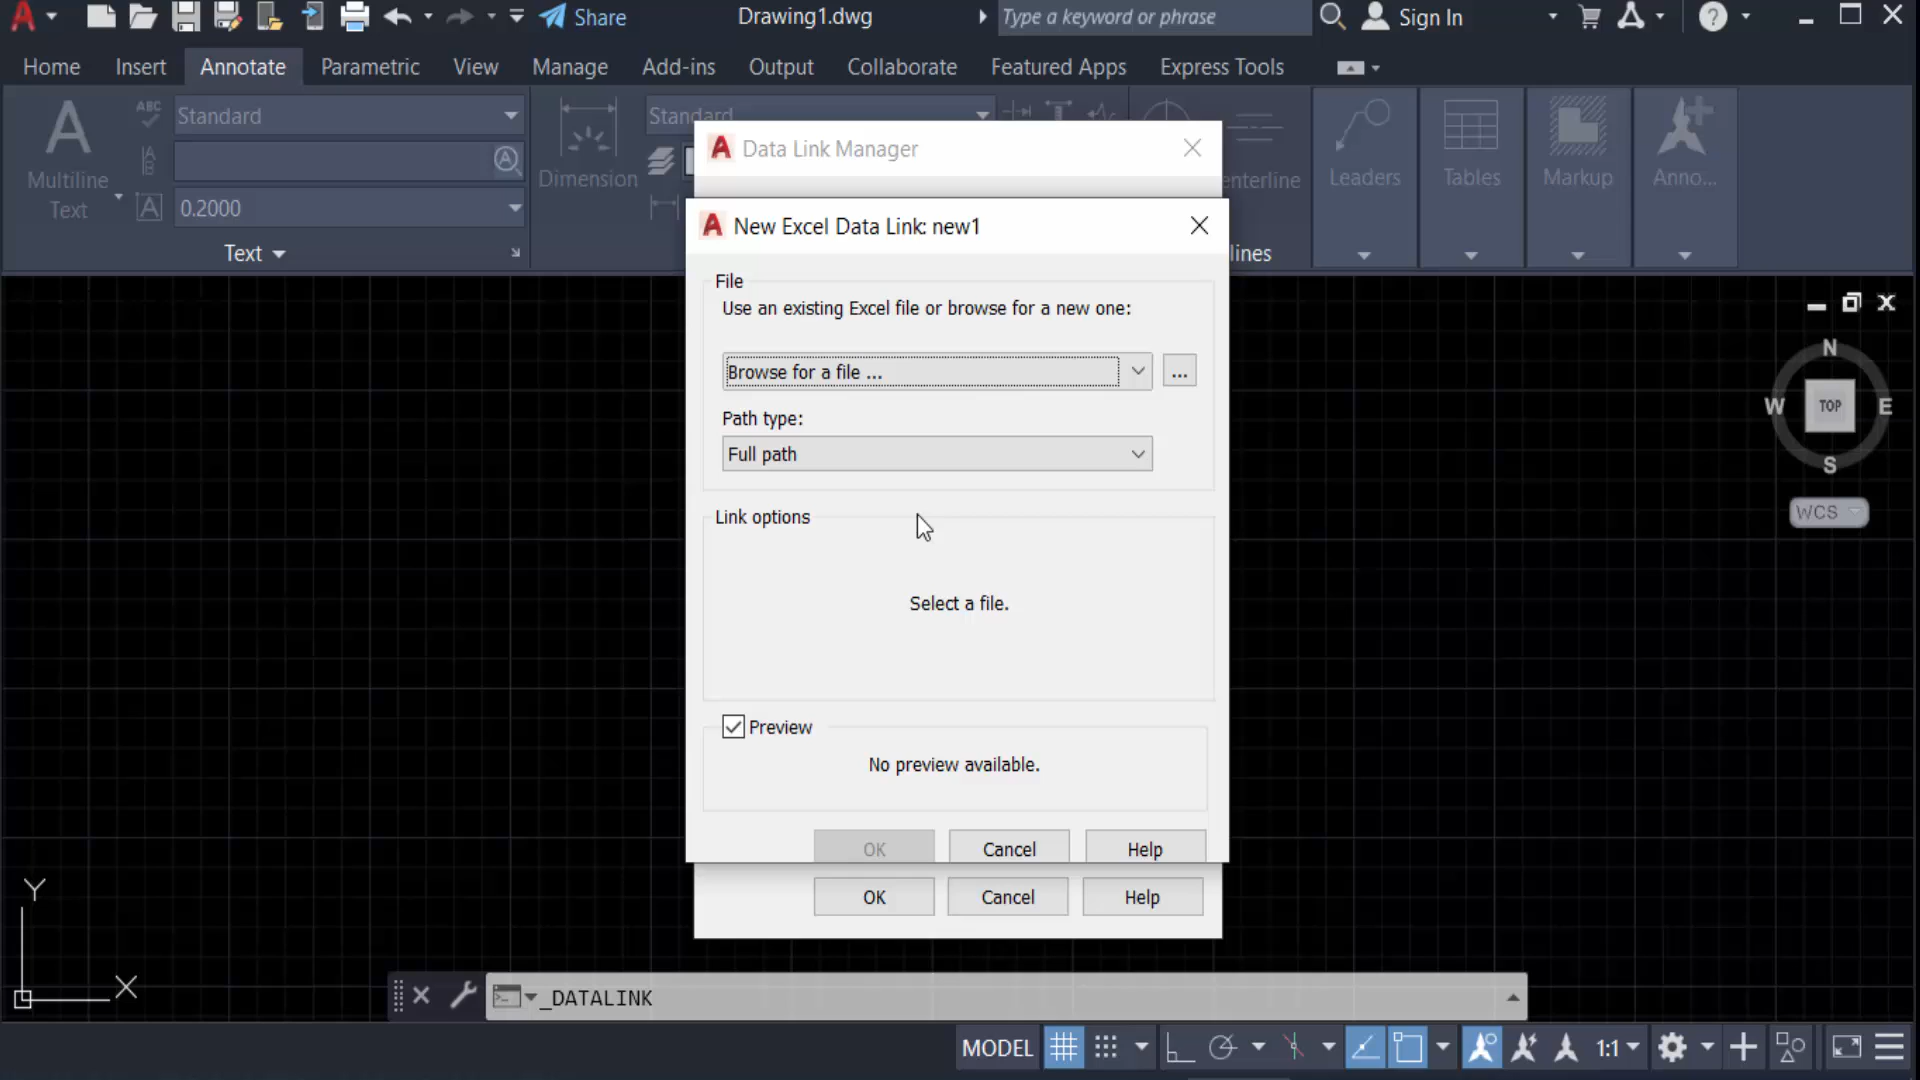 Share
Drawing1.dwg
Type a keyword or phrase
Sign In
Home
Insert
Annotate
Parametric
View
Manage
Add-ins
Output
Collaborate
Featured Apps
Express Tools
Multiline
Text
ABC
Standard
0.2000
Text
Dimension
Standard
enterline
lines
Leaders
Tables
Markup
Anno...
Data Link Manager
New Excel Data Link: new1
File
Use an existing Excel file or browse for a new one:
Browse for a file ...
...
Path type:
Full path
Link options
Select a file.
Preview
No preview available.
OK
Cancel
Help
OK
Cancel
Help
N
W
TOP
E
S
WCS
Y
X
_DATALINK
MODEL
1:1